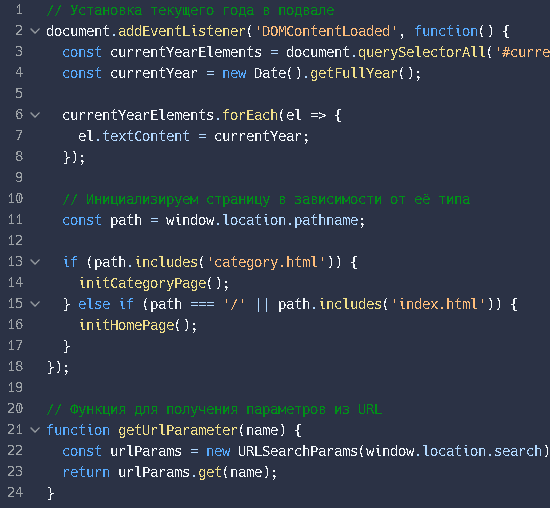 1 // Установка текущего года в подвале
2 document.addEventListener('DOMContentLoaded', function() {
3 const currentYearElements = document.querySelectorAll('#curre
4 const currentYear = new Date().getFullYear();
5
6 currentYearElements.forEach(el => {
7 el.textContent = currentYear;
8 });
9
10 // Инициализируем страницу в зависимости от её типа
11 const path = window.location.pathname;
12
13 if (path.includes('category.html')) {
14 initCategoryPage();
15 } else if (path === '/' || path.includes('index.html')) {
16 initHomePage();
17 }
18 });
19
20 // Функция для получения параметров из URL
21 function getUrlParameter(name) {
22 const urlParams = new URLSearchParams(window.location.search)
23 return urlParams.get(name);
24 }